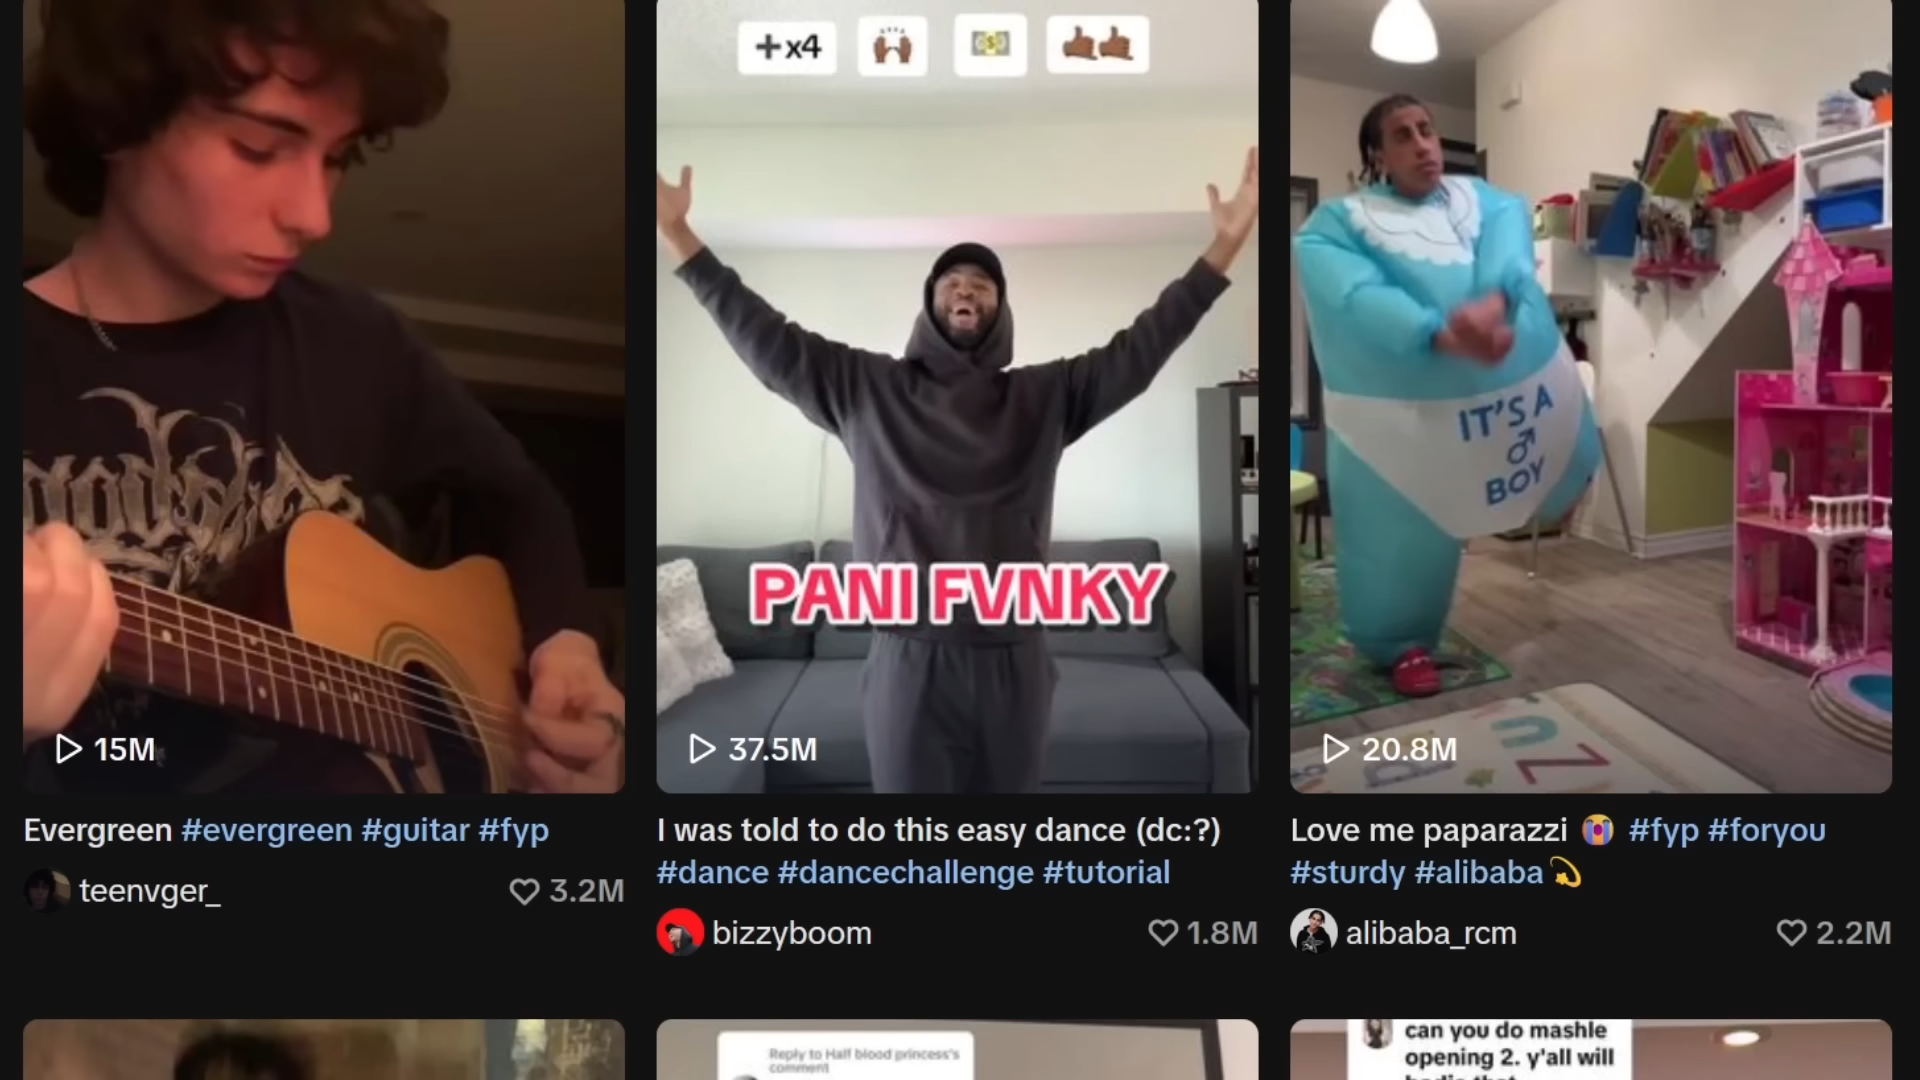 +x4
PANI FVNKY
IT'S A
BOY
15M
37.5M
20.8M
Evergreen #evergreen #guitar #fyp
teenvger_
3.2M
I was told to do this easy dance (dc:?)
#dance #dancechallenge #tutorial
bizzyboom
1.8M
Love me paparazzi 😭 #fyp #foryou
#sturdy #alibaba💫
alibaba_rcm
2.2M
Reply to Half blood princess's
comment
can you do mashle
opening 2. y'all will